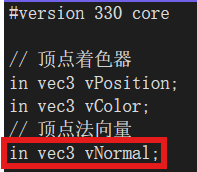 #version 330 core
// 顶点着色器
in vec3 vPosition;
in vec3 vColor;
// 顶点法向量
in vec3 vNormal;